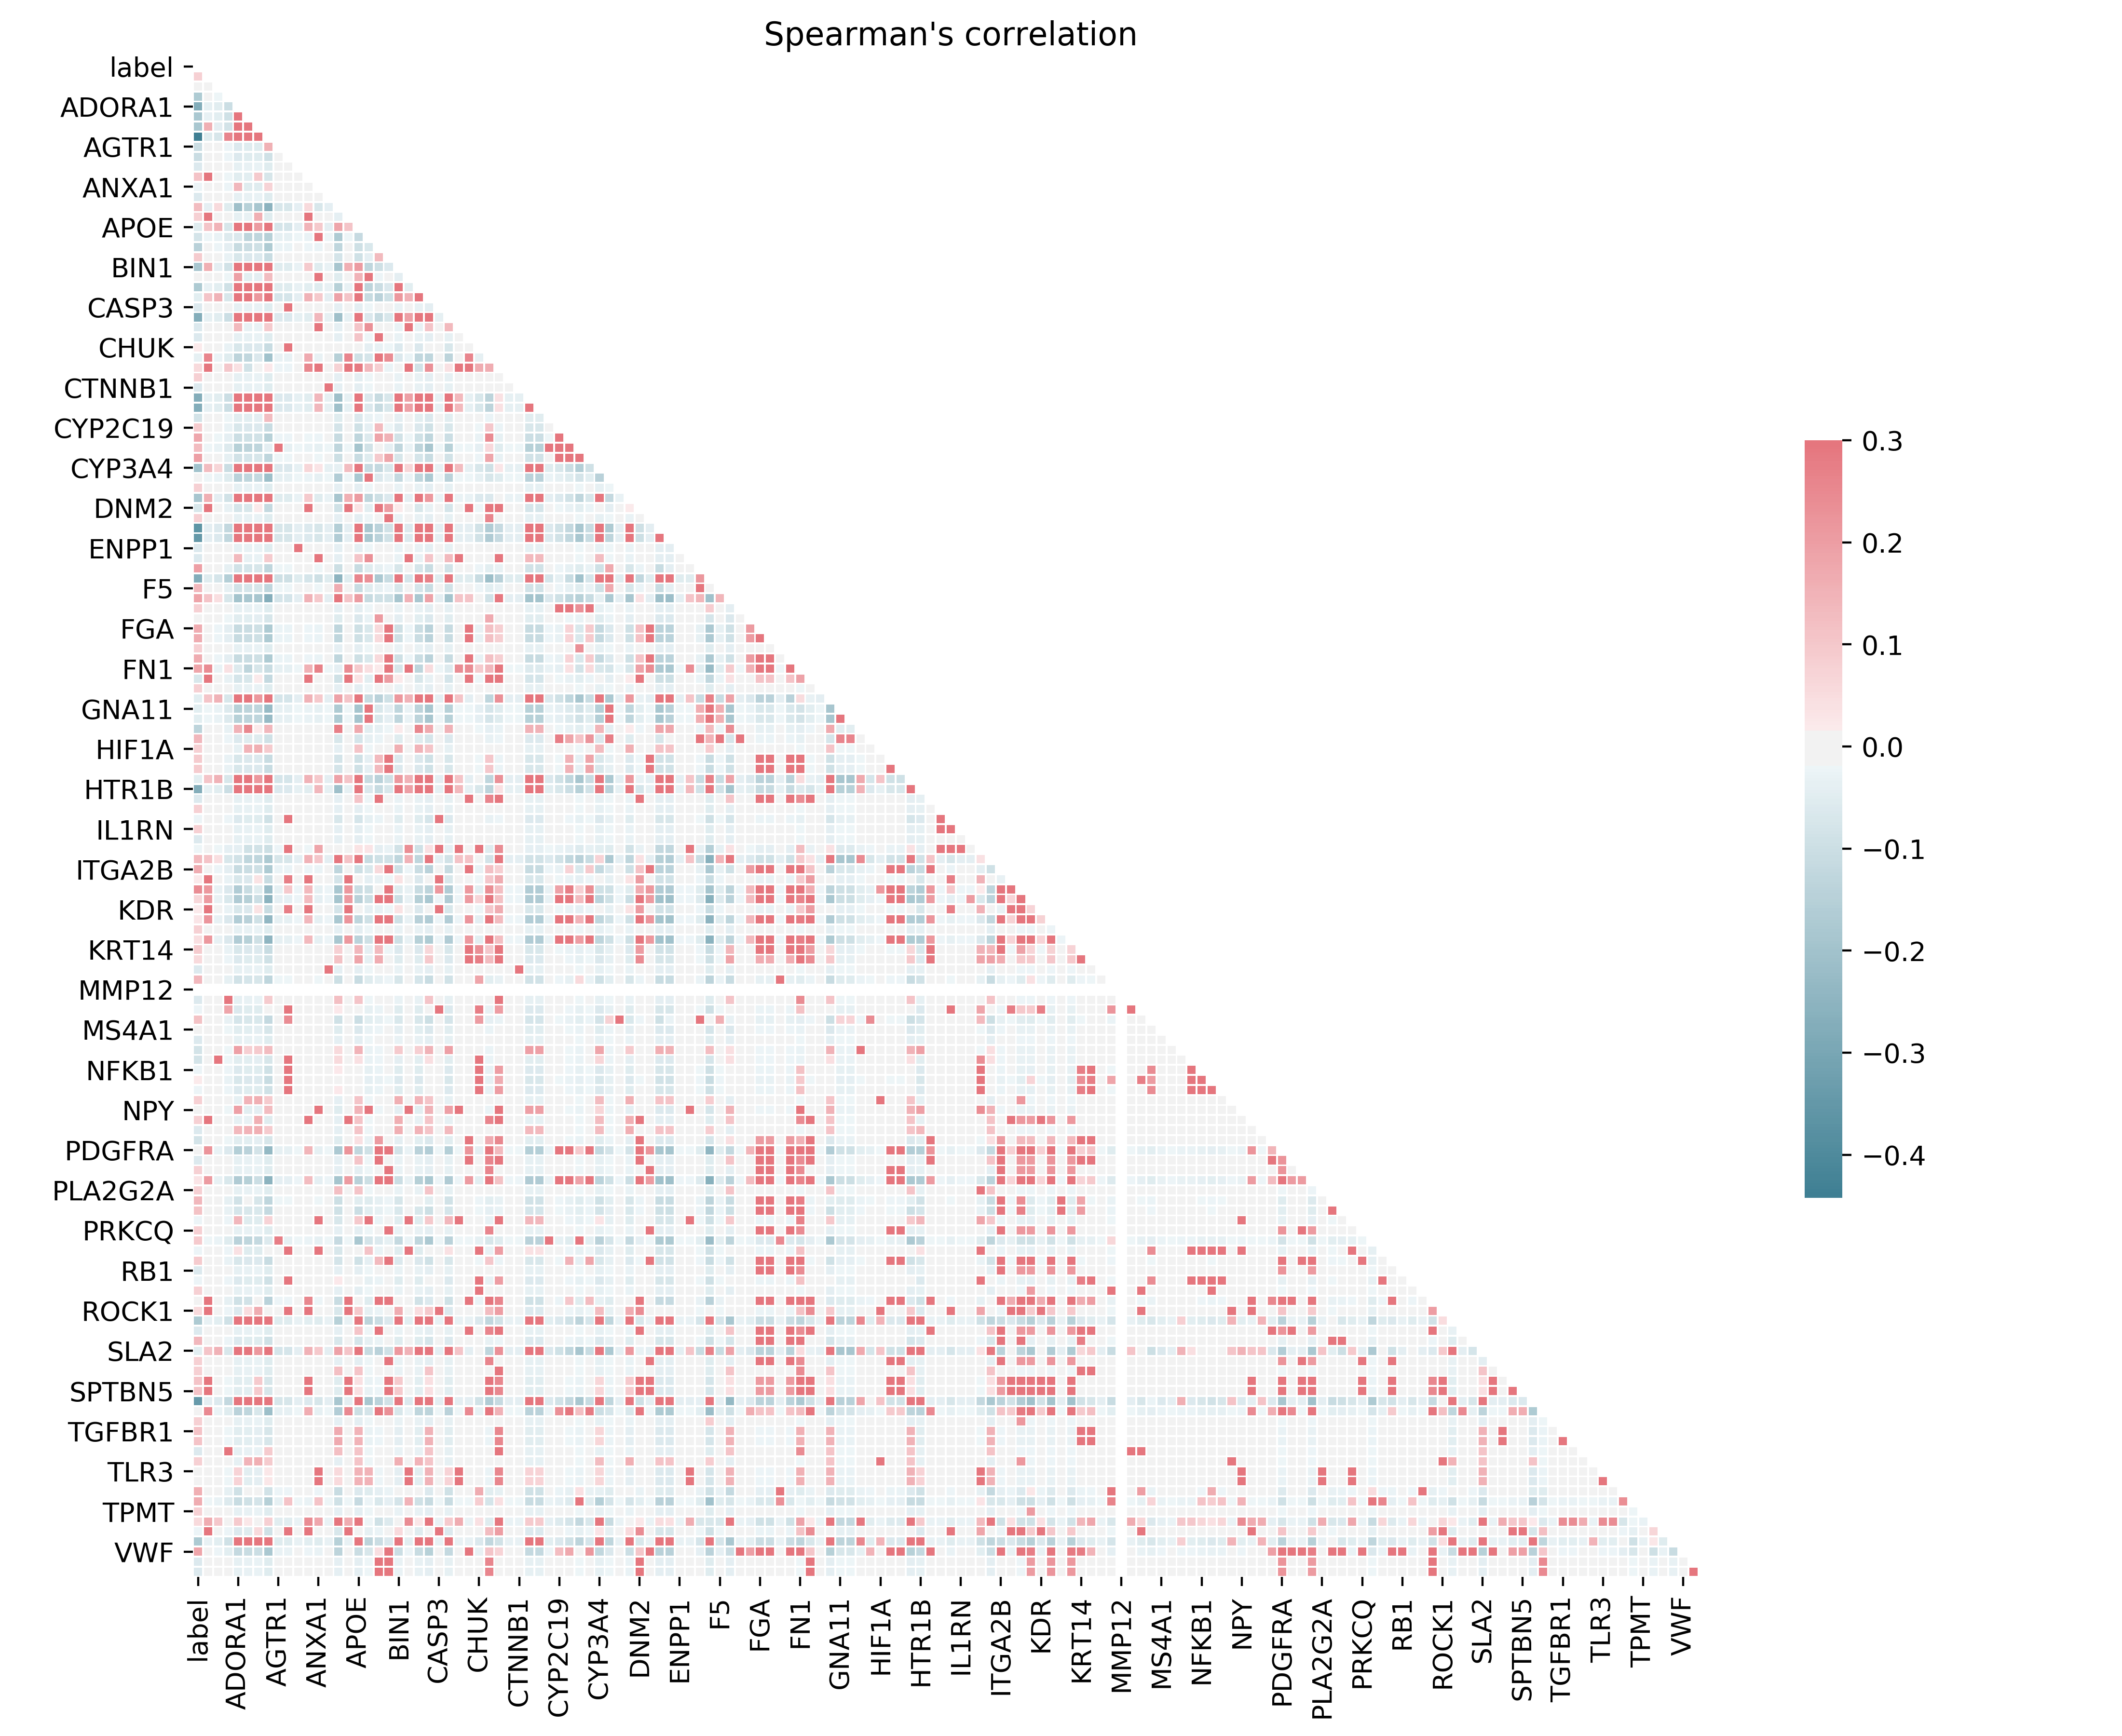 Spearman's correlation
label
ADORA1
AGTR1
ANXA1
APOE
BIN1
CASP3
CHUK
CTNNB1
CYP2C19
CYP3A4
DNM2
ENPP1
F5
FGA
FN1
GNA11
HIF1A
HTR1B
IL1RN
ITGA2B
KDR
KRT14
MMP12
MS4A1
NFKB1
NPY
PDGFRA
PLA2G2A
PRKCQ
RB1
ROCK1
SLA2
SPTBN5
TGFBR1
TLR3
TPMT
VWF
label
ADORA1
AGTR1
ANXA1
APOE
BIN1
CASP3
CHUK
CTNNB1
CYP2C19
CYP3A4
DNM2
ENPP1
F5
FGA
FN1
GNA11
HIF1A
HTR1B
IL1RN
ITGA2B
KDR
KRT14
MMP12
MS4A1
NFKB1
NPY
PDGFRA
PLA2G2A
PRKCQ
RB1
ROCK1
SLA2
SPTBN5
TGFBR1
TLR3
TPMT
VWF
0.3
0.2
0.1
0.0
−0.1
−0.2
−0.3
−0.4